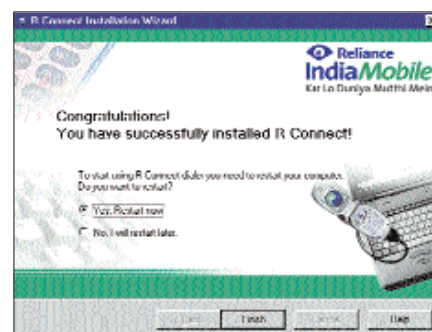 R Connect Installation Wizard
Reliance
IndiaMobile
Kar Lo Duniya Mutthi Mein
Congratulations!
You have successfully installed R Connect!
To start using R Connect dialer you need to restart your computer.
Do you want to restart?
Yes, Restart now
No, I will restart later.
Finish
Help